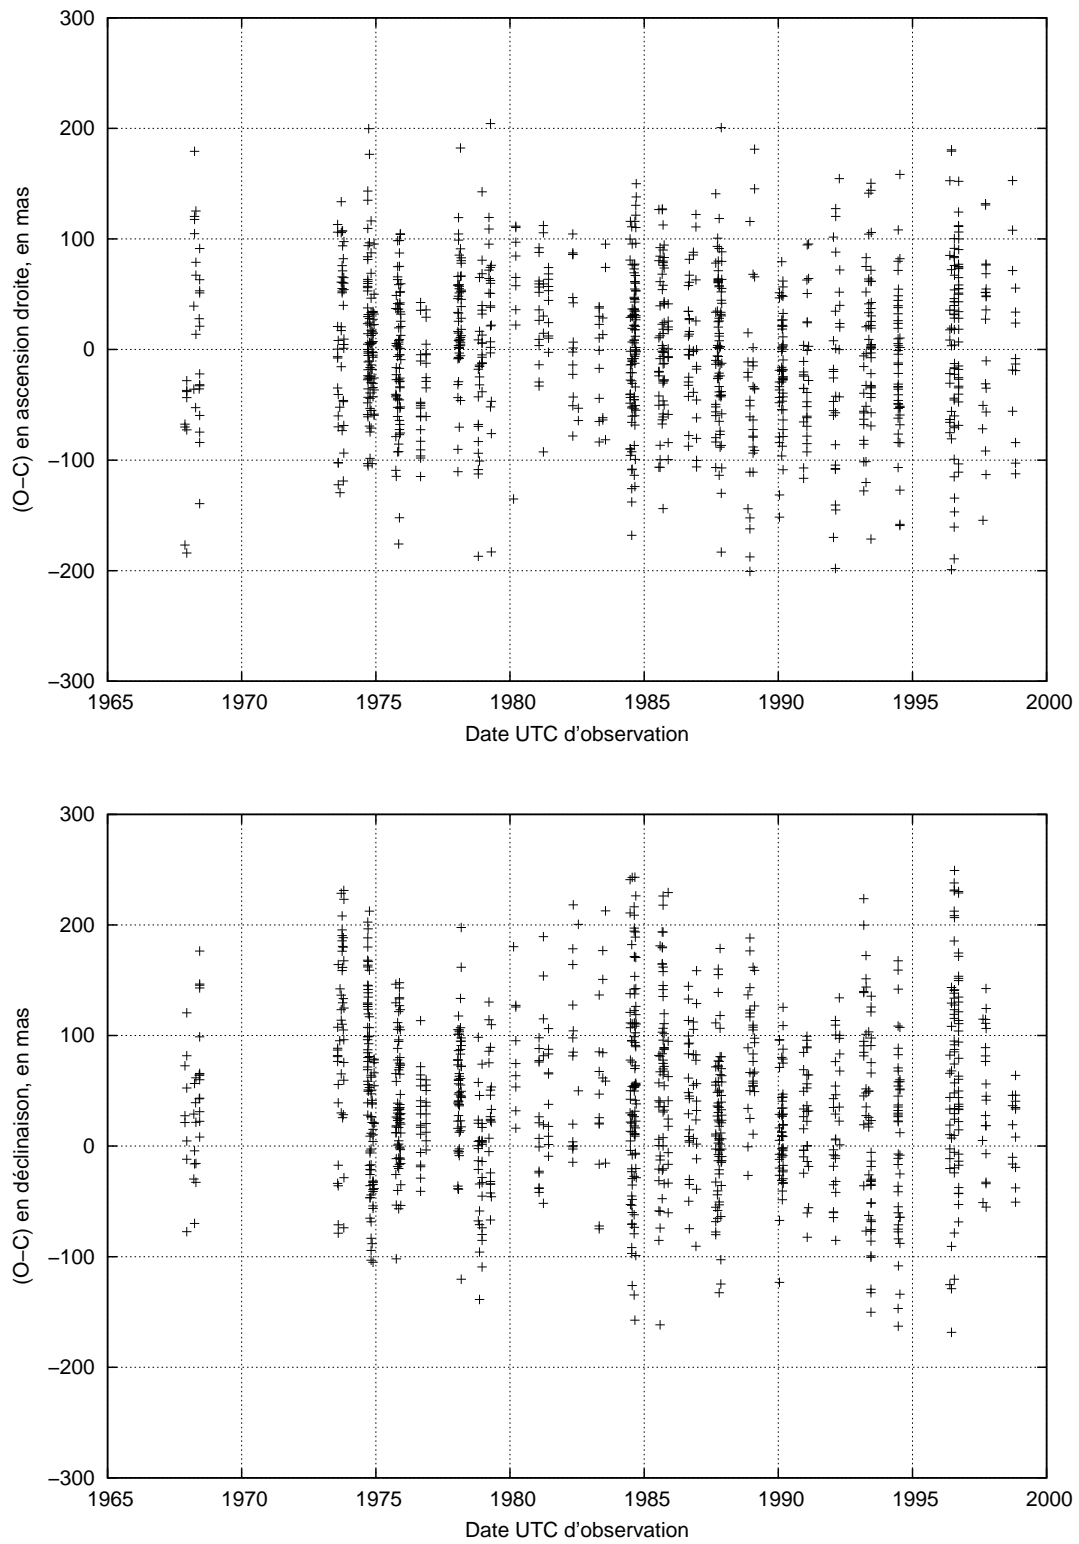 300
200
100
0
−100
−200
−300
(O−C) en ascension droite, en mas
1965 1970 1975 1980 1985 1990 1995 2000
Date UTC d'observation
300
200
100
0
−100
−200
−300
(O−C) en déclinaison, en mas
1965 1970 1975 1980 1985 1990 1995 2000
Date UTC d'observation